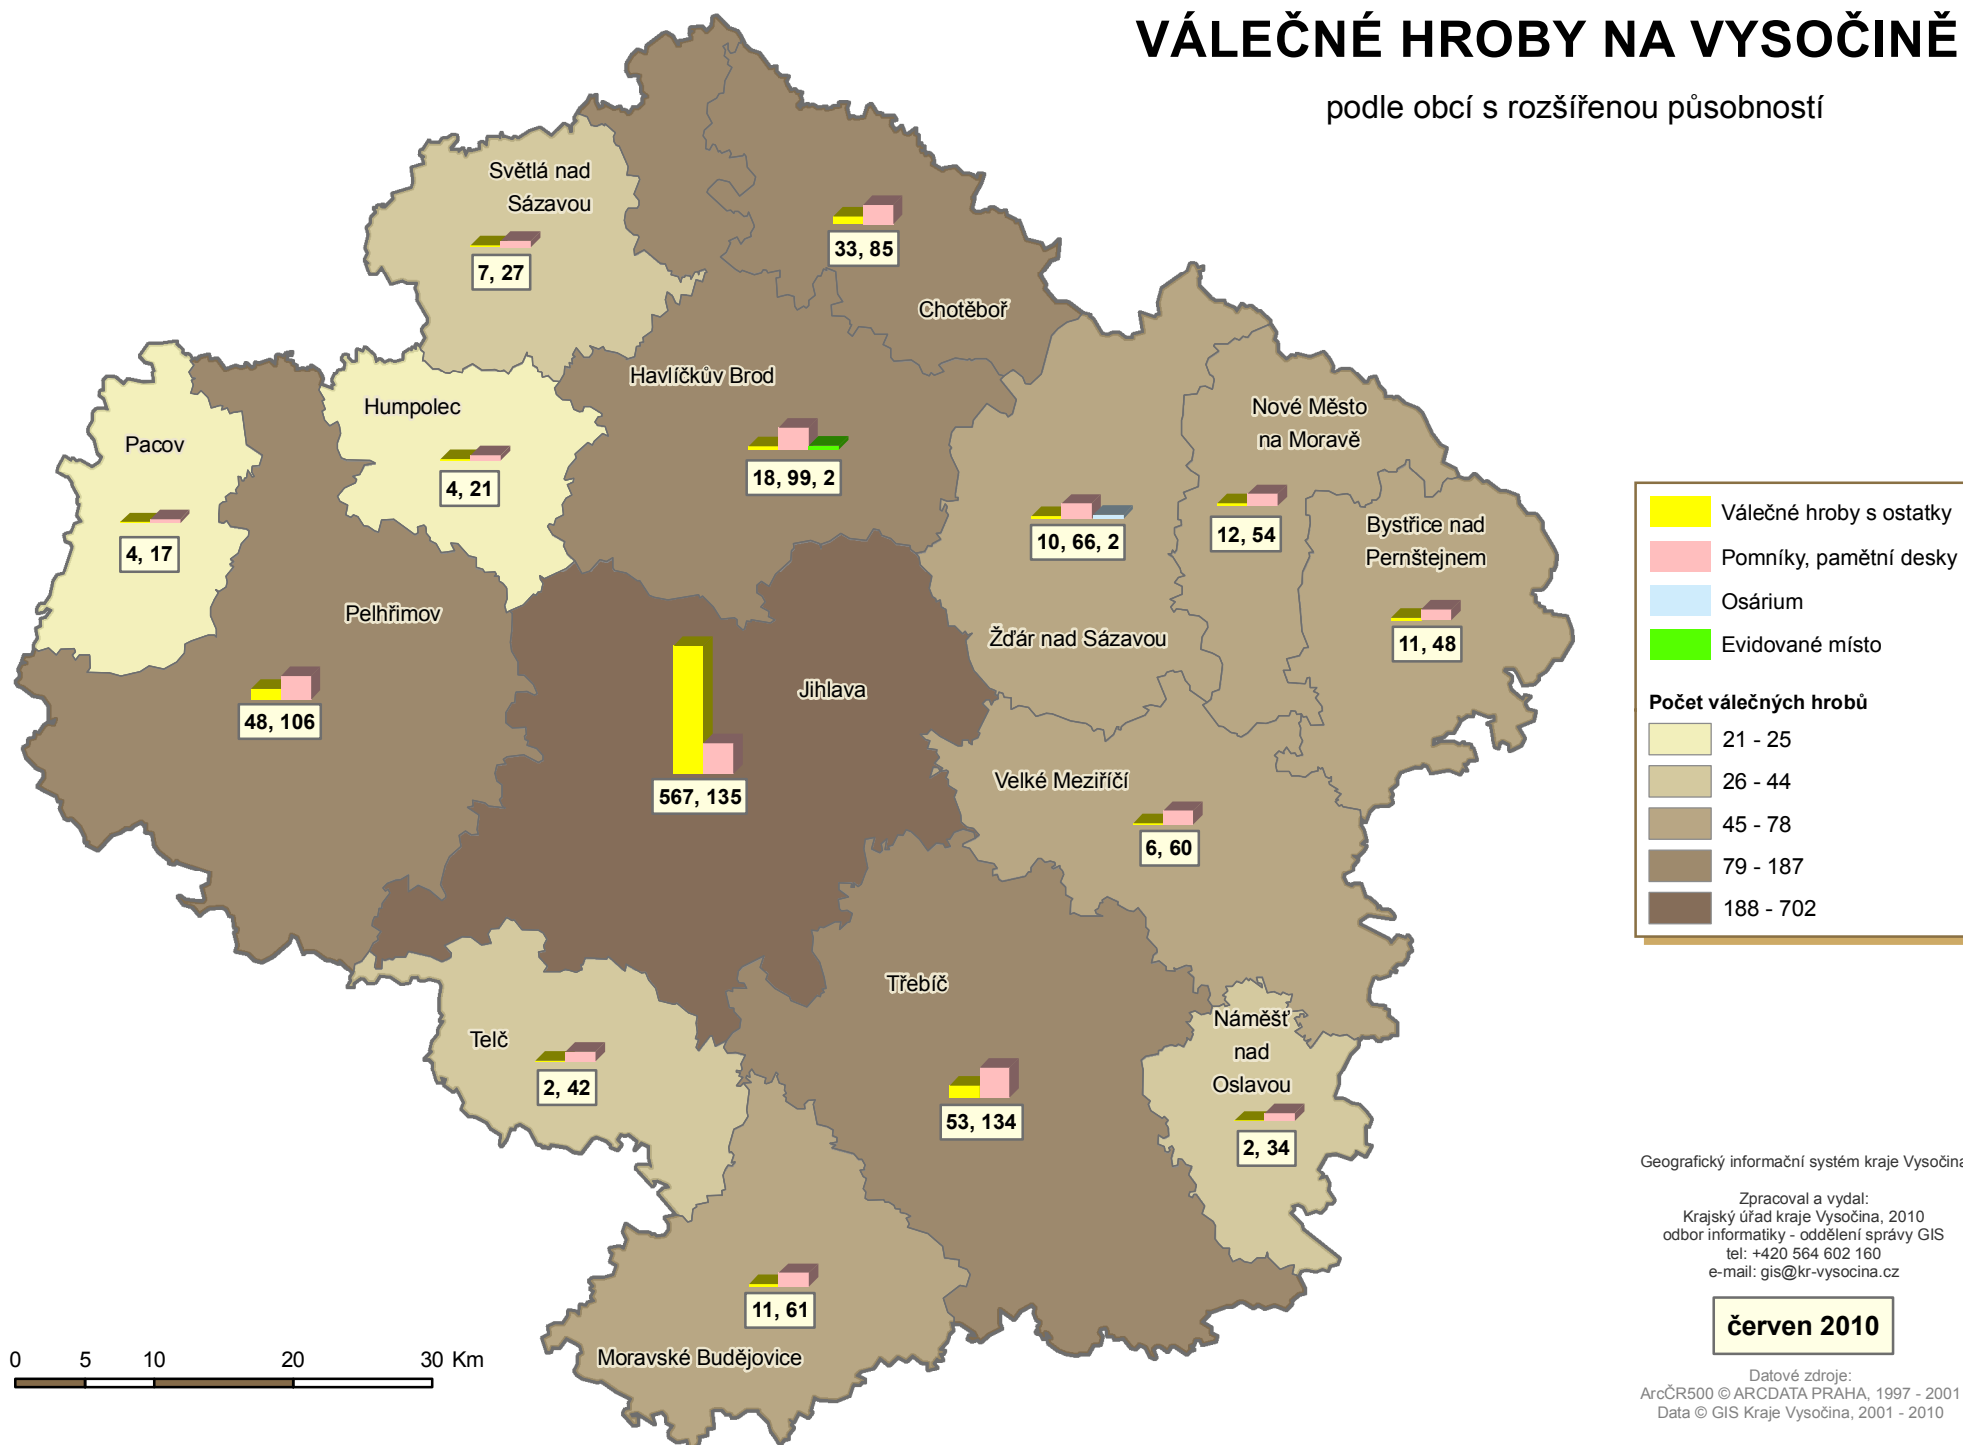 VÁLEČNÉ HROBY NA VYSOČINĚ
podle obcí s rozšířenou působností
Světlá nad
Sázavou
7, 27
33, 85
Chotěboř
Havlíčkův Brod
18, 99, 2
Humpolec
4, 21
Pacov
4, 17
Pelhřimov
48, 106
Jihlava
567, 135
Žďár nad Sázavou
10, 66, 2
Nové Město
na Moravě
12, 54
Bystřice nad
Pernštejnem
11, 48
Velké Meziříčí
6, 60
Třebíč
53, 134
Náměšť
nad
Oslavou
2, 34
Telč
2, 42
11, 61
Moravské Budějovice
Válečné hroby s ostatky
Pomníky, pamětní desky
Osárium
Evidované místo
Počet válečných hrobů
21 - 25
26 - 44
45 - 78
79 - 187
188 - 702
Geografický informační systém kraje Vysočina
Zpracoval a vydal:
Krajský úřad kraje Vysočina, 2010
odbor informatiky - oddělení správy GIS
tel: +420 564 602 160
e-mail: gis@kr-vysocina.cz
červen 2010
Datové zdroje:
ArcČR500 © ARCDATA PRAHA, 1997 - 2001
Data © GIS Kraje Vysočina, 2001 - 2010
0 5 10 20 30 Km